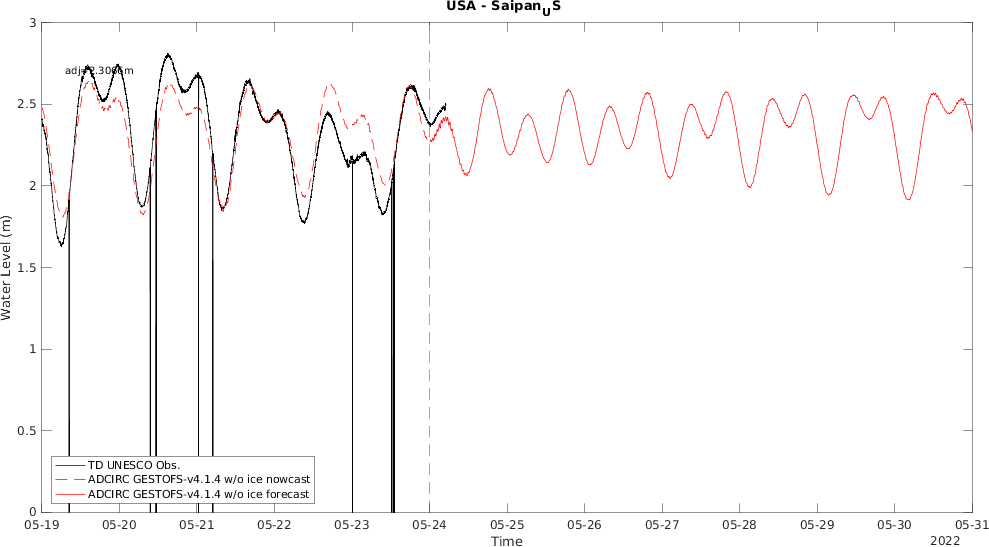 USA - Saipan_US
3
adj=2.3066m
2.5
2
1.5
1
0.5
0
Water Level (m)
TD UNESCO Obs.
ADCIRC GESTOFS-v4.1.4 w/o ice nowcast
ADCIRC GESTOFS-v4.1.4 w/o ice forecast
05-19 05-20 05-21 05-22 05-23 05-24 05-25 05-26 05-27 05-28 05-29 05-30 05-31
Time
2022